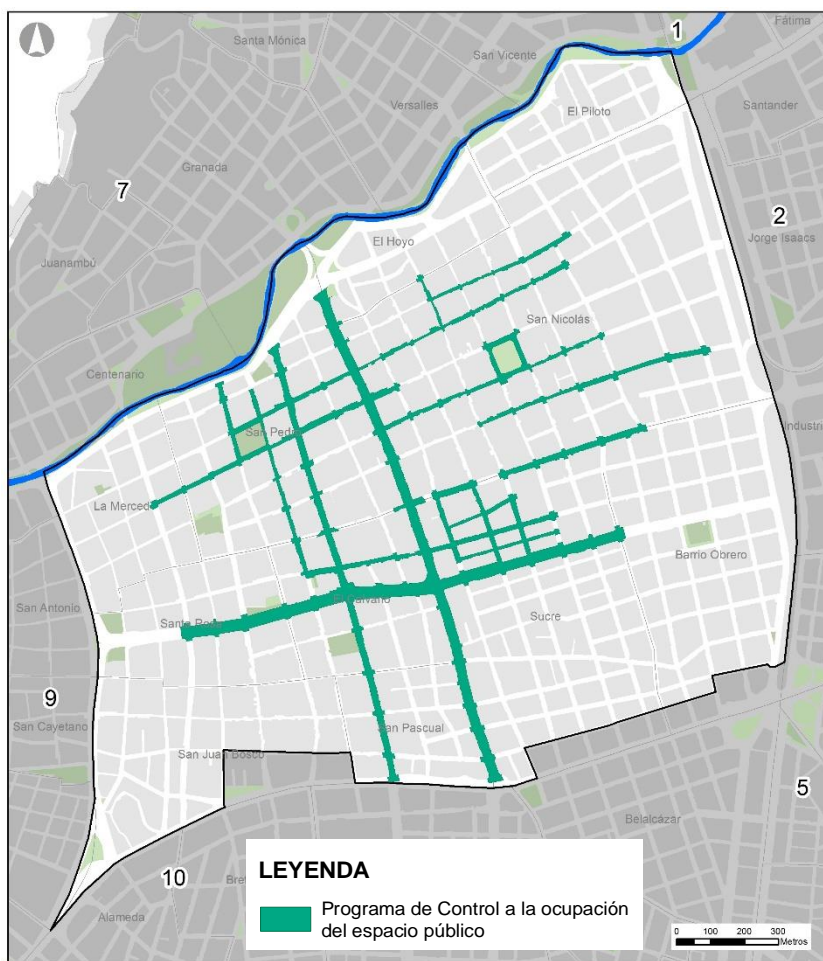 1
Fátima
Santa Mónica
San Vicente
Versalles
El Piloto
Santander
Granada
7
2
El Hoyo
Jorge Isaacs
Juanambú
San Nicolás
Centenario
San Pedro
Industri
La Merced
Barrio Obrero
San Antonio
El Calvario
Santa Rosa
Sucre
9
San Cayetano
San Pascual
San Juan Bosco
5
Belalcázar
10
Bre
Alameda
LEYENDA
Programa de Control a la ocupación
del espacio público
0 100 200 300
Metros